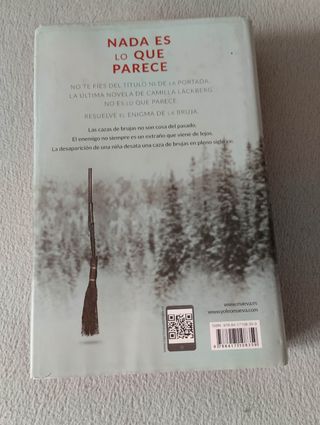 NADA ES
LO QUE
PARECE
NO TE FÍES DEL TÍTULO NI DE LA PORTADA.
LA ÚLTIMA NOVELA DE CAMILLA LÄCKBERG
NO ES LO QUE PARECE.
RESUELVE EL ENIGMA DE LA BRUJA.
Las cazas de brujas no son cosa del pasado.
El enemigo no siempre es un extraño que viene de lejos.
La desaparición de una niña desata una caza de brujas en pleno siglo XXI.
www.maeva.es
www.yoleomaeva.com